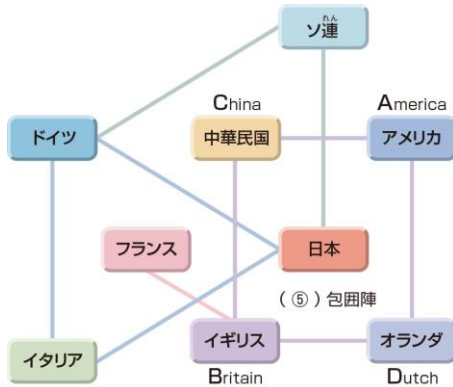 れん
ソ連
China
America
ドイツ
中華民国
アメリカ
フランス
日本
( ⑤ ) 包囲陣
イタリア
イギリス
オランダ
Britain
Dutch